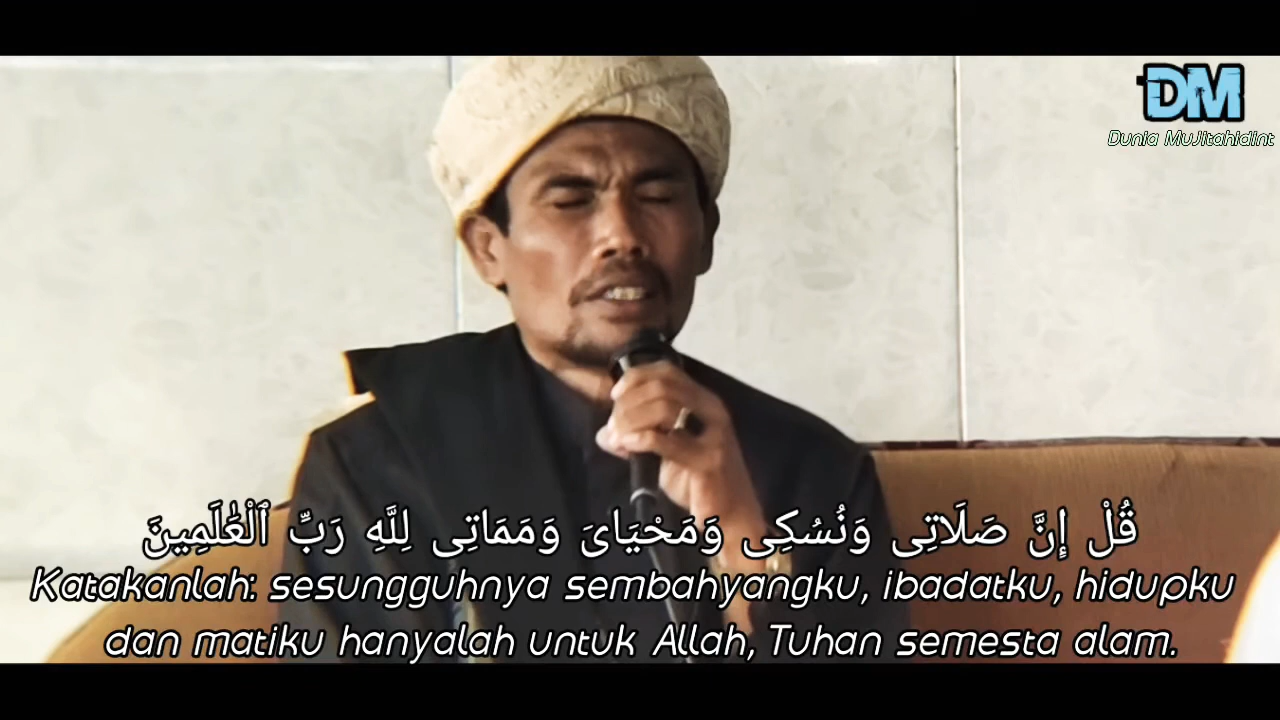 DM
Dunia MuJitahidint
قُلْ إِنَّ صَلَاتِى وَنُسُكِى وَمَحْيَاىَ وَمَمَاتِى لِلَّهِ رَبِّ ٱلْعَٰلَمِينَ
Katakanlah: sesungguhnya sembahyangku, ibadatku, hidupku
dan matiku hanyalah untuk Allah, Tuhan semesta alam.